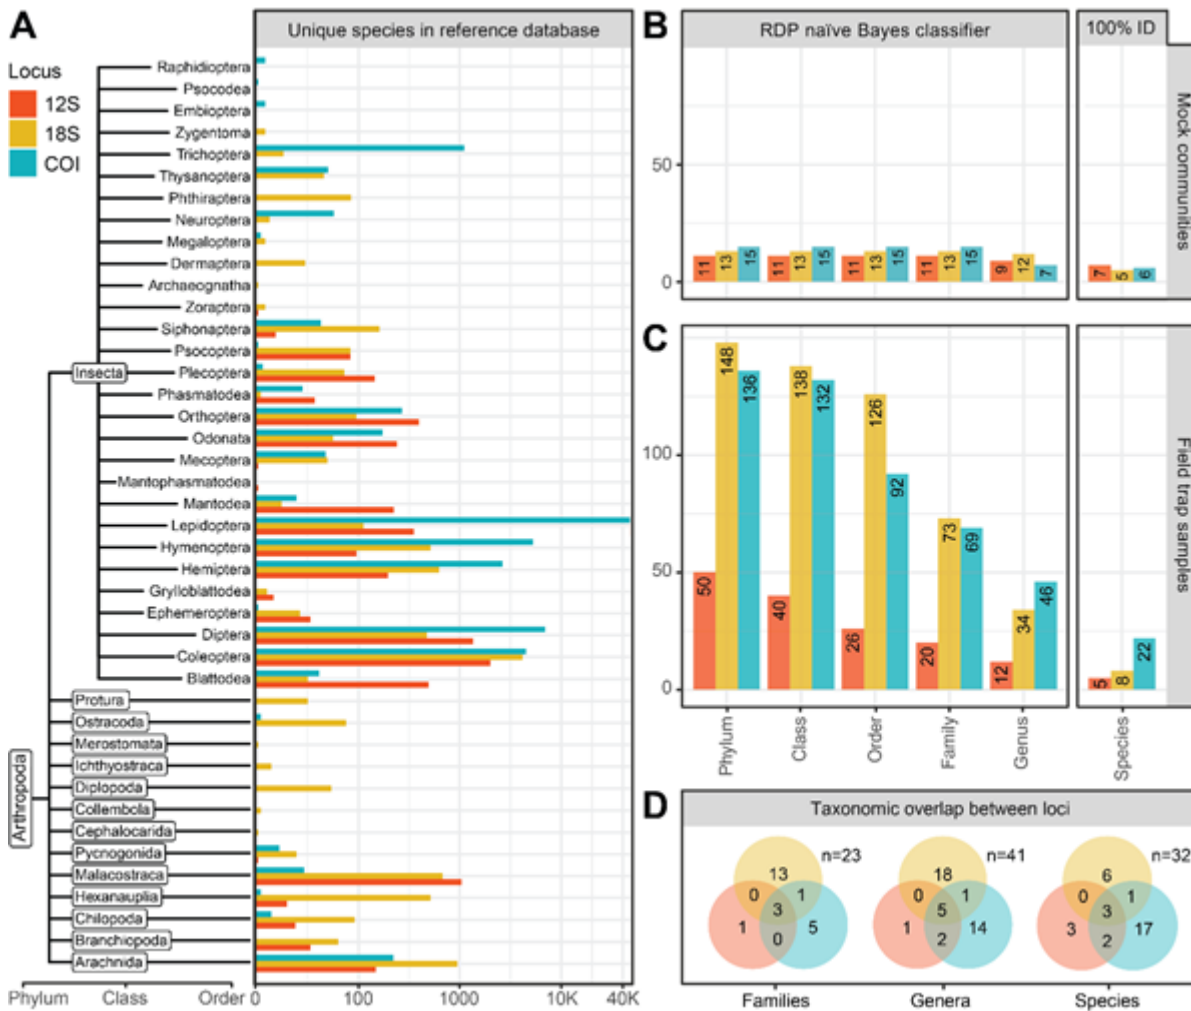 A
Unique species in reference database
Locus
12S
18S
COI
Raphidioptera
Psocodea
Embioptera
Zygentoma
Trichoptera
Thysanoptera
Phthiraptera
Neuroptera
Megaloptera
Dermaptera
Archaeognatha
Zoraptera
Siphonaptera
Psocoptera
Insecta
Plecoptera
Phasmatodea
Orthoptera
Odonata
Mecoptera
Mantophasmatodea
Mantodea
Lepidoptera
Hymenoptera
Hemiptera
Grylloblattodea
Ephemeroptera
Diptera
Coleoptera
Blattodea
Arthropoda
Protura
Ostracoda
Merostomata
Ichthyostraca
Diplopoda
Collembola
Cephalocarida
Pycnogonida
Malacostraca
Hexanauplia
Chilopoda
Branchiopoda
Arachnida
Phylum Class Order
0 100 1000 10K 40K
B
RDP naïve Bayes classifier
100% ID
Mock communities
50
0
11 13 15 11 13 15 11 13 15 11 13 15 9 12 7 7 5 6
C
Field trap samples
100
50
0
50 148 136 40 138 132 26 126 92 20 73 69 12 34 46 5 8 22
Phylum Class Order Family Genus Species
D
Taxonomic overlap between loci
n=23
13
0 1
3
1 5
0
Families
n=41
18
0 1
5
1 14
2
Genera
n=32
6
0 1
3
3 17
2
Species